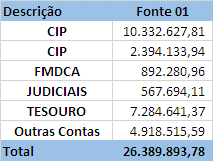 Descrição Fonte 01
CIP 10.332.627,81
CIP 2.394.133,94
FMDCA 892.280,96
JUDICIAIS 567.694,11
TESOURO 7.284.641,37
Outras Contas 4.918.515,59
Total 26.389.893,78